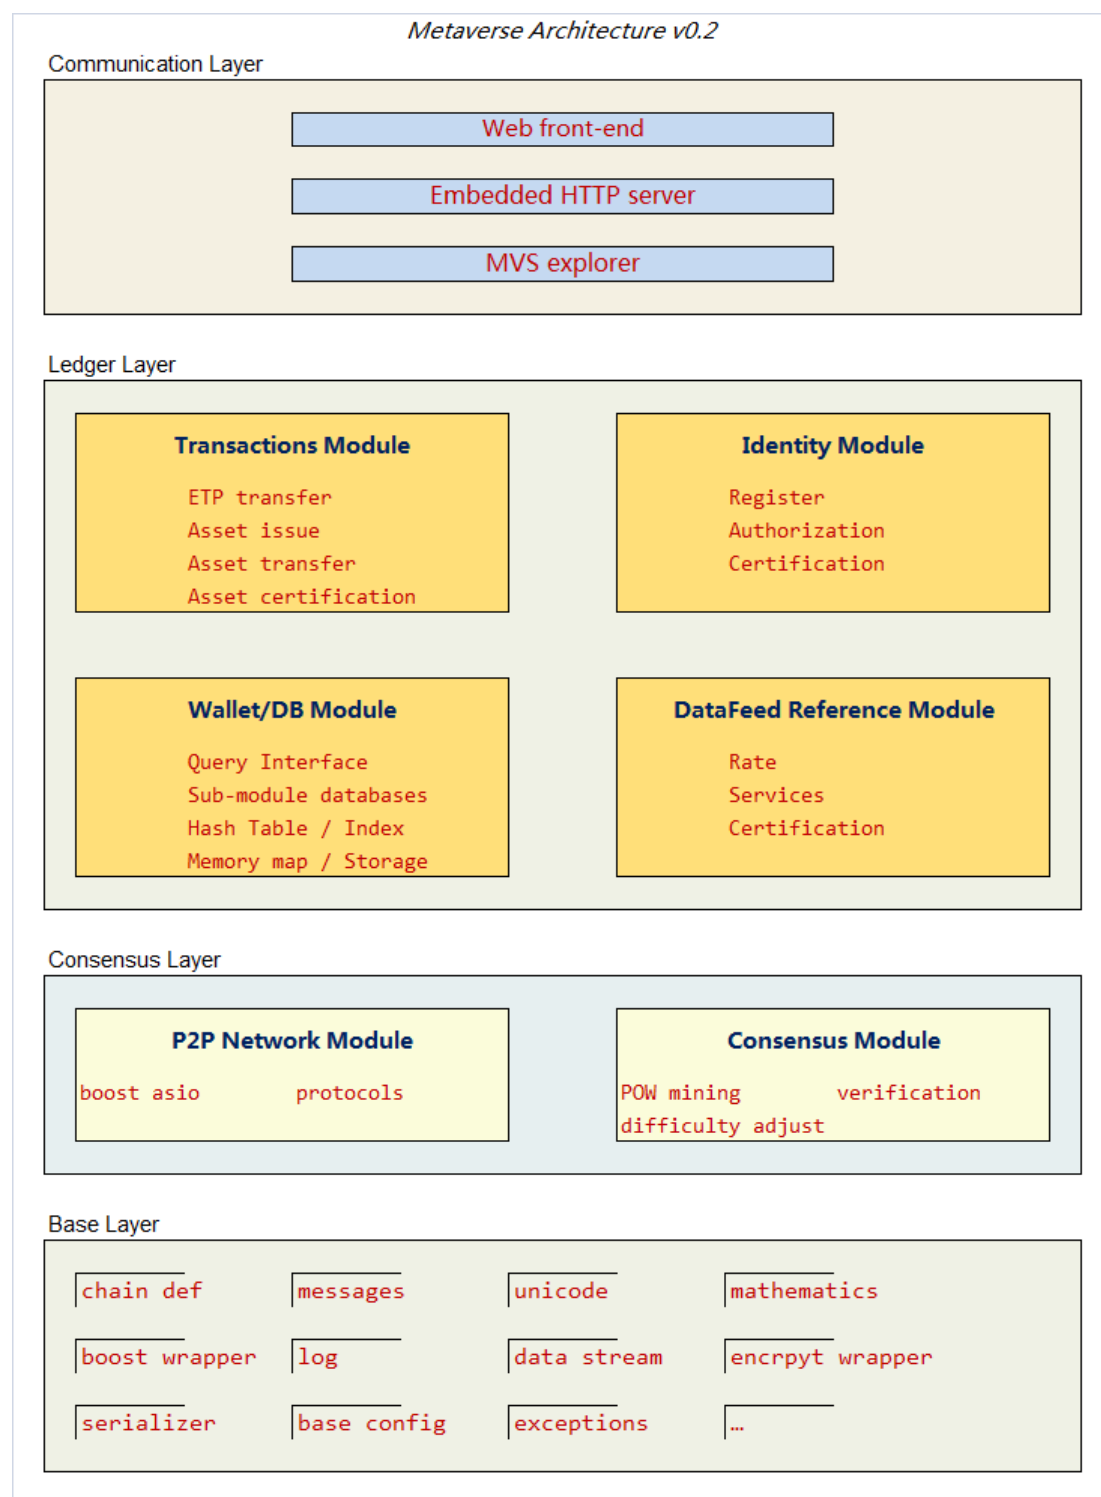 Metaverse Architecture v0.2
Communication Layer
Web front-end
Embedded HTTP server
MVS explorer
Ledger Layer
Transactions Module
ETP transfer
Asset issue
Asset transfer
Asset certification
Identity Module
Register
Authorization
Certification
Wallet/DB Module
Query Interface
Sub-module databases
Hash Table / Index
Memory map / Storage
DataFeed Reference Module
Rate
Services
Certification
Consensus Layer
P2P Network Module
boost asio protocols
Consensus Module
POW mining verification
difficulty adjust
Base Layer
chain def messages unicode mathematics
boost wrapper log data stream encrpyt wrapper
serializer base config exceptions …